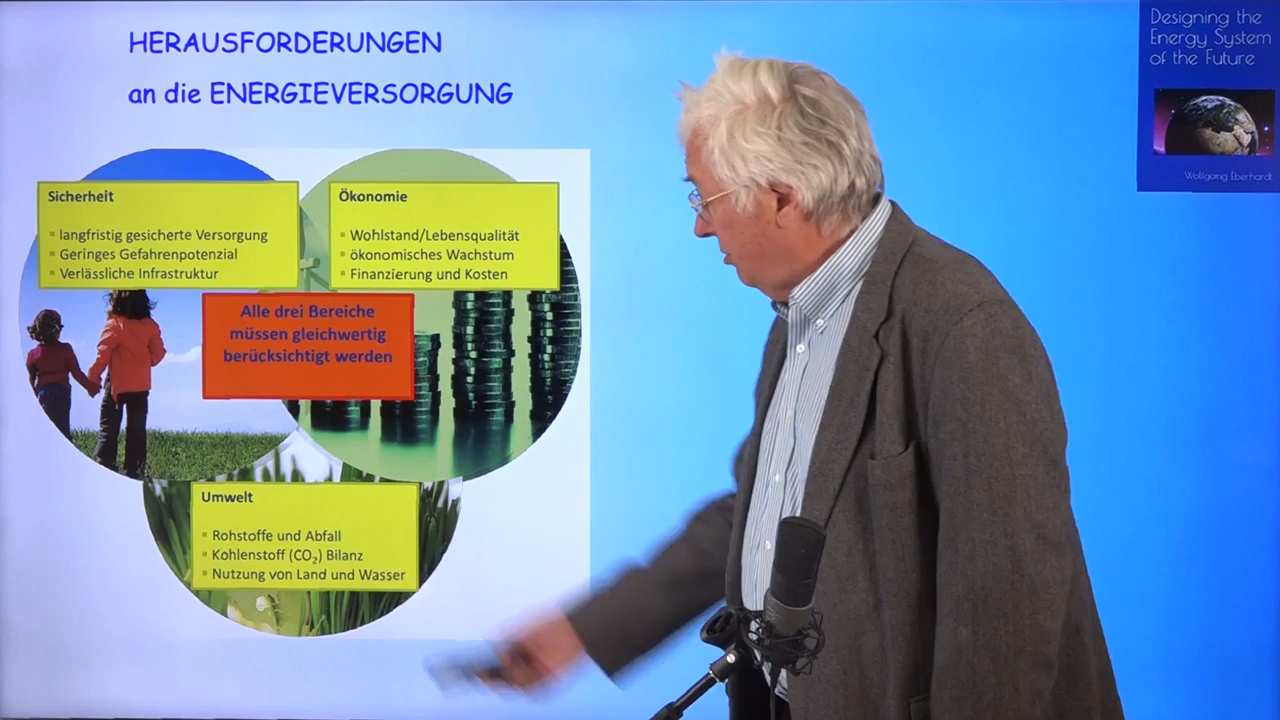 HERAUSFORDERUNGEN
an die ENERGIEVERSORGUNG
Sicherheit
▪ langfristig gesicherte Versorgung
▪ Geringes Gefahrenpotenzial
▪ Verlässliche Infrastruktur
Ökonomie
▪ Wohlstand/Lebensqualität
▪ ökonomisches Wachstum
▪ Finanzierung und Kosten
Alle drei Bereiche
müssen gleichwertig
berücksichtigt werden
Umwelt
▪ Rohstoffe und Abfall
▪ Kohlenstoff (CO₂) Bilanz
▪ Nutzung von Land und Wasser
Designing the
Energy System
of the Future
Wolfgang Eberhardt